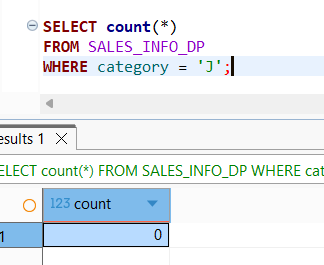 SELECT count(*)
FROM SALES_INFO_DP
WHERE category = 'J';
esults 1
ELECT count(*) FROM SALES_INFO_DP WHERE cat
123 count
1 0